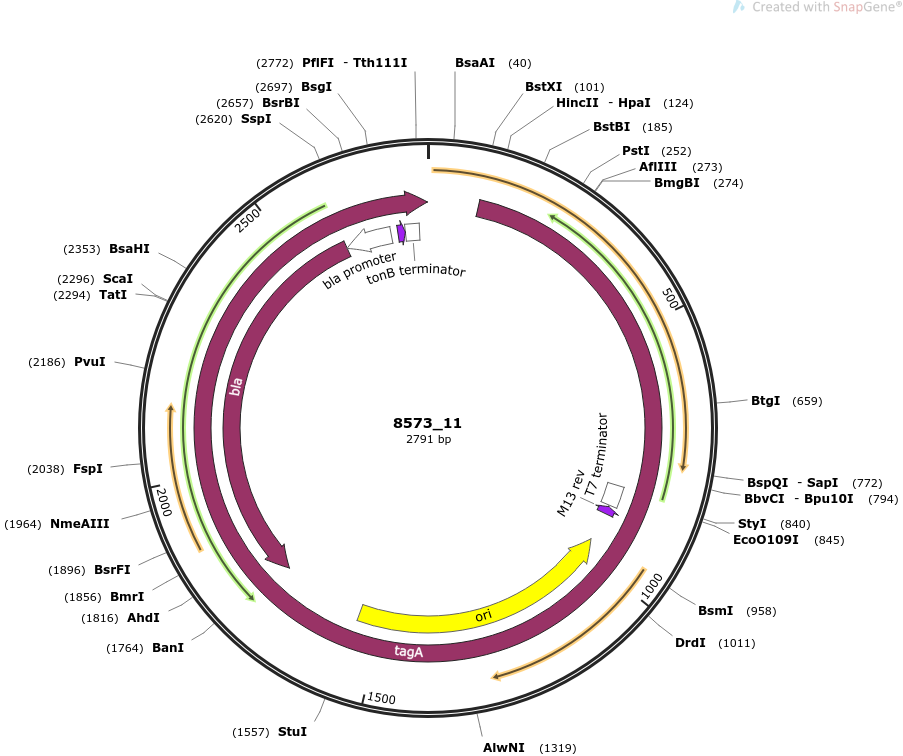 Created with SnapGene®
(2772) PflFI - Tth111I
BsaAI (40)
(2697) BsgI
BstXI (101)
(2657) BsrBI
HincII - HpaI (124)
(2620) SspI
BstBI (185)
PstI (252)
AflIII (273)
BmgBI (274)
2500
(2353) BsaHI
bla promoter
tonB terminator
(2296) ScaI
(2294) TatI
500
(2186) PvuI
bla
BtgI (659)
8573_11
2791 bp
T7 terminator
M13 rev
(2038) FspI
BspQI - SapI (772)
BbvCI - Bpu10I (794)
2000
(1964) NmeAIII
StyI (840)
EcoO109I (845)
(1896) BsrFI
1000
(1856) BmrI
BsmI (958)
(1816) AhdI
ori
DrdI (1011)
(1764) BanI
tagA
1500
(1557) StuI
AlwNI (1319)